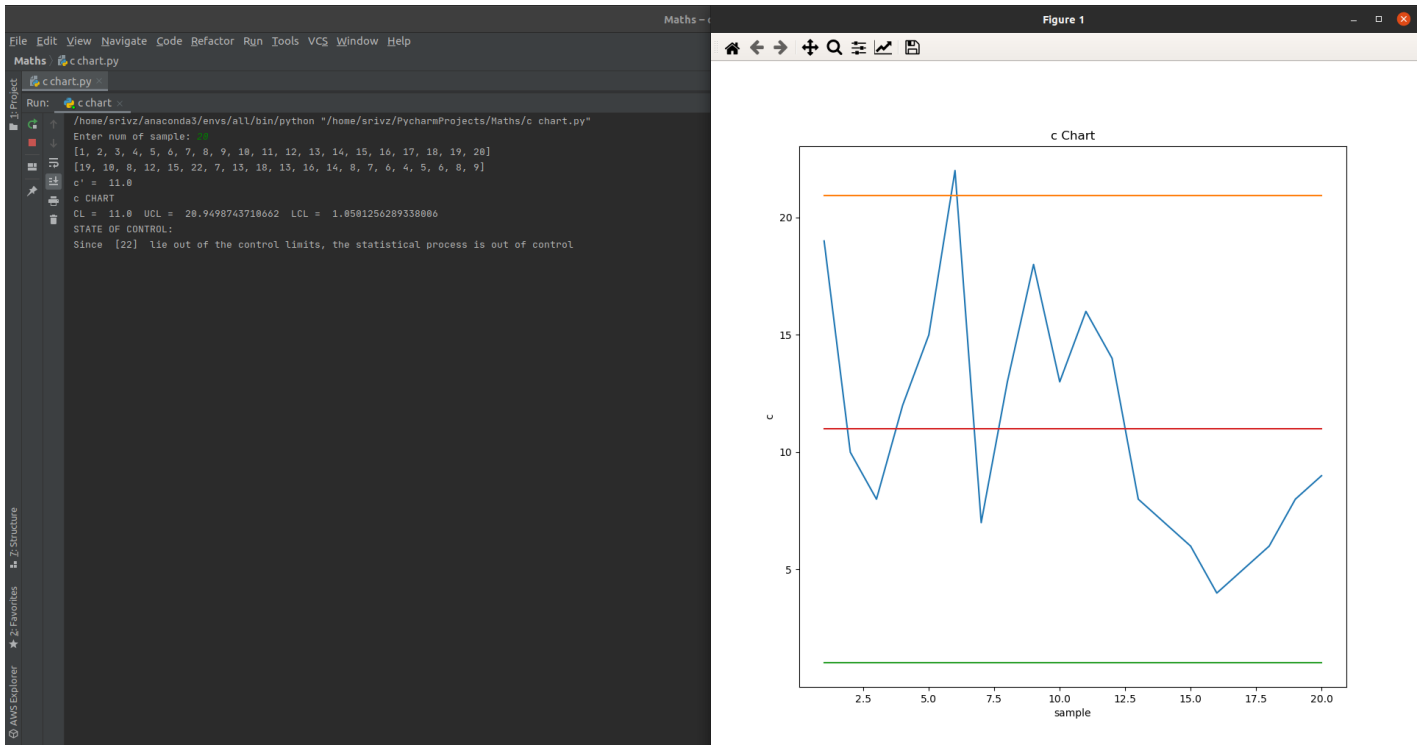 Maths – c
File Edit View Navigate Code Refactor Run Tools VCS Window Help
Maths c chart.py
c chart.py
1: Project
Run: c chart
/home/srivz/anaconda3/envs/all/bin/python "/home/srivz/PycharmProjects/Maths/c chart.py"
Enter num of sample: 20
[1, 2, 3, 4, 5, 6, 7, 8, 9, 10, 11, 12, 13, 14, 15, 16, 17, 18, 19, 20]
[19, 10, 8, 12, 15, 22, 7, 13, 18, 13, 16, 14, 8, 7, 6, 4, 5, 6, 8, 9]
c' =  11.0
c CHART
CL =  11.0  UCL =  20.9498743710662  LCL =  1.0501256289338006
STATE OF CONTROL:
Since  [22]  lie out of the control limits, the statistical process is out of control
7: Structure
2: Favorites
AWS Explorer
Figure 1
c Chart
20
15
10
5
c
2.5 5.0 7.5 10.0 12.5 15.0 17.5 20.0
sample